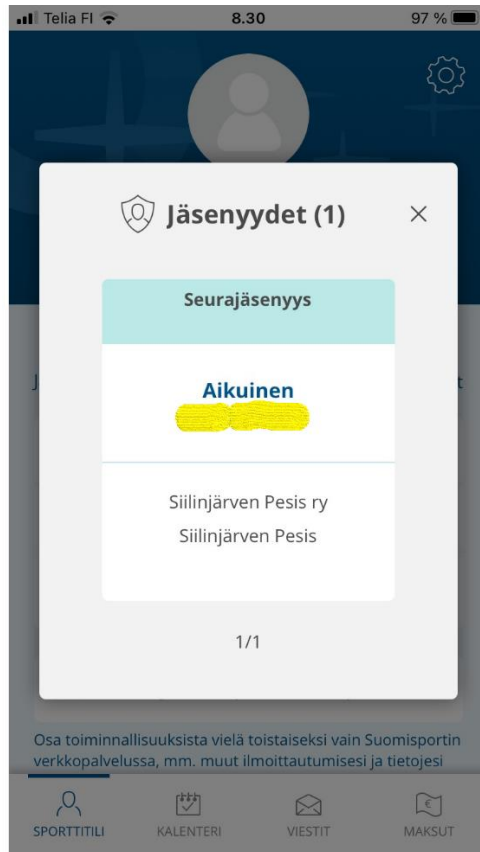 Telia FI 8.30 97 %
Jäsenyydet (1)
Seurajäsenyys
Aikuinen
Siilinjärven Pesis ry
Siilinjärven Pesis
1/1
Osa toiminnallisuuksista vielä toistaiseksi vain Suomisportin
verkkopalvelussa, mm. muut ilmoittautumisesi ja tietojesi
SPORTTITILI KALENTERI VIESTIT MAKSUT